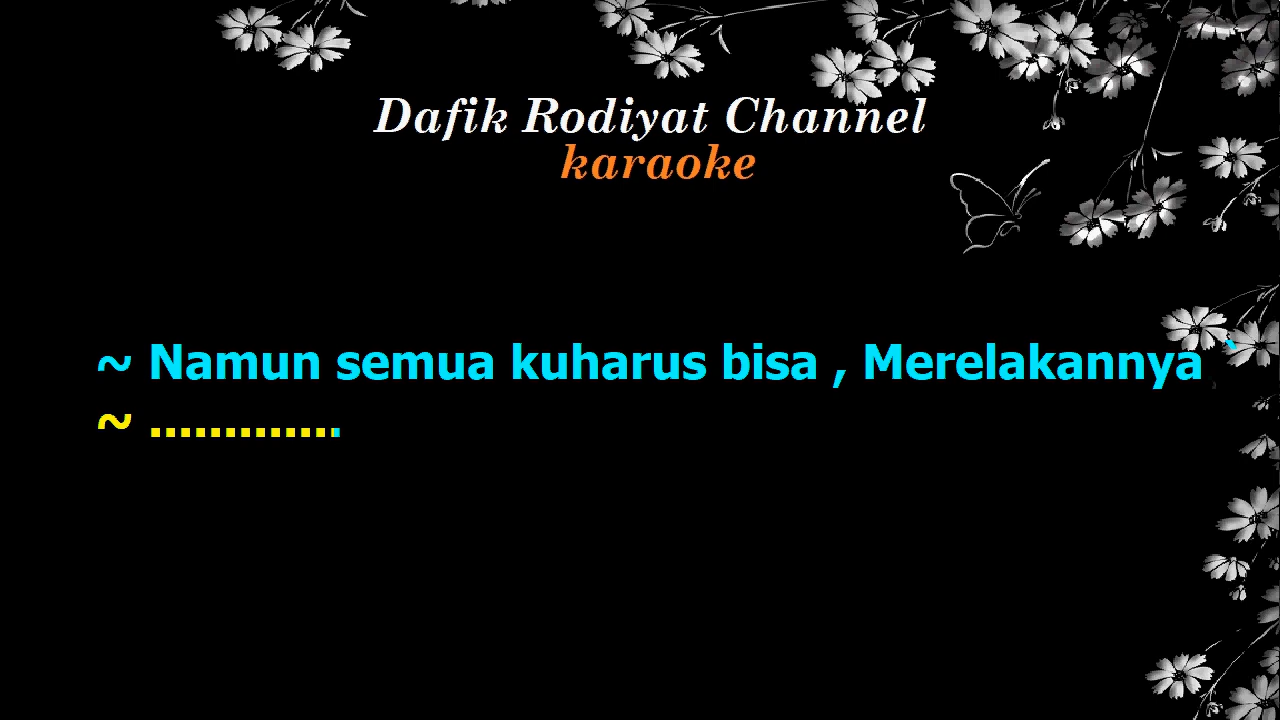 Dafik Rodiyat Channel
karaoke
~ Namun semua kuharus bisa , Merelakannya `
~ .............